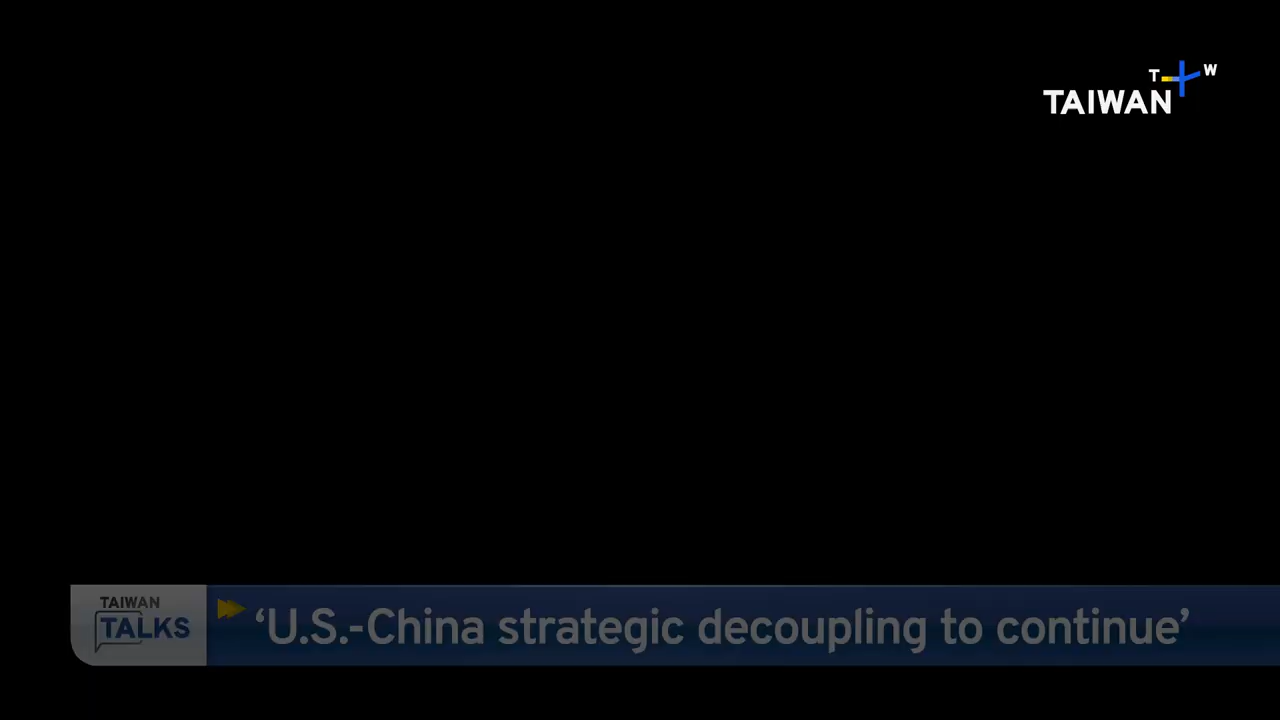 T W
TAIWAN
TAIWAN
TALKS
‘U.S.-China strategic decoupling to continue’